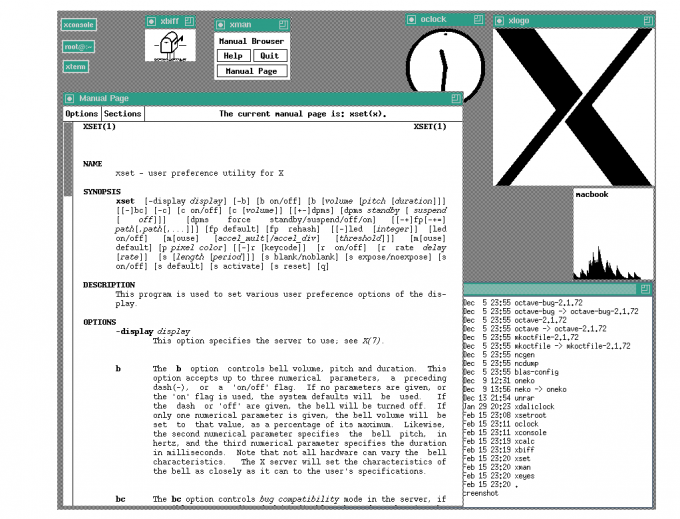 xconsole
root@:~
xterm
xbiff
xman
Manual Browser
Help Quit
Manual Page
oclock
xlogo
macbook
Manual Page
Options Sections The current manual page is: xset(x).
XSET(1) XSET(1)
NAME
xset - user preference utility for X
SYNOPSIS
xset [-display display] [-b] [b on/off] [b [volume [pitch [duration]]]
[[-]bc] [-c] [c on/off] [c [volume]] [[+-]dpms] [dpms standby [ suspend
[ off]]] [dpms force standby/suspend/off/on] [[-+]fp[-+=]
path[,path[,...]]] [fp default] [fp rehash] [[-]led [integer]] [led
on/off] [m[ouse] [accel_mult[/accel_div] [threshold]]] [m[ouse]
default] [p pixel color] [[-]r [keycode]] [r on/off] [r rate delay
[rate]] [s [length [period]]] [s blank/noblank] [s expose/noexpose] [s
on/off] [s default] [s activate] [s reset] [q]
DESCRIPTION
This program is used to set various user preference options of the dis-
play.
OPTIONS
-display display
This option specifies the server to use; see X(7).
b The b option controls bell volume, pitch and duration. This
option accepts up to three numerical parameters, a preceding
dash(-), or a 'on/off' flag. If no parameters are given, or
the 'on' flag is used, the system defaults will be used. If
the dash or 'off' are given, the bell will be turned off. If
only one numerical parameter is given, the bell volume will be
set to that value, as a percentage of its maximum. Likewise,
the second numerical parameter specifies the bell pitch, in
hertz, and the third numerical parameter specifies the duration
in milliseconds. Note that not all hardware can vary the bell
characteristics. The X server will set the characteristics of
the bell as closely as it can to the user's specifications.
bc The bc option controls bug compatibility mode in the server, if
Dec 5 23:55 octave-bug-2.1.72
Dec 5 23:55 octave-bug -> octave-bug-2.1.72
Dec 5 23:55 octave-2.1.72
Dec 5 23:55 octave -> octave-2.1.72
Dec 5 23:55 mkoctfile-2.1.72
Dec 5 23:55 mkoctfile -> mkoctfile-2.1.72
Dec 5 23:55 ncgen
Dec 5 23:55 ncdump
Dec 5 23:55 blas-config
Dec 9 12:31 oneko
Dec 9 13:56 neko -> oneko
Dec 13 21:54 unrar
Jan 29 20:23 xdaliclock
Feb 15 23:08 xsetroot
Feb 15 23:11 oclock
Feb 15 23:11 xconsole
Feb 15 23:19 xcalc
Feb 15 23:19 xbiff
Feb 15 23:20 xset
Feb 15 23:20 xman
Feb 15 23:20 xeyes
Feb 15 23:20 .
creenshot